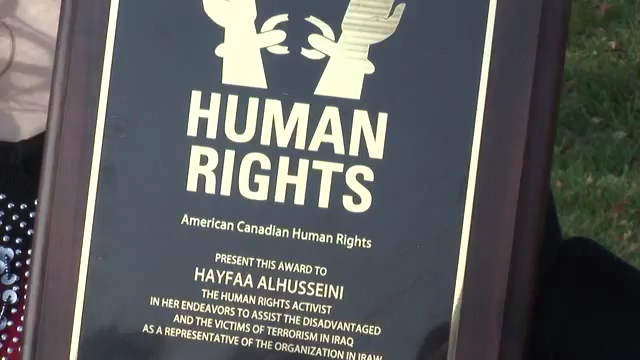 HUMAN
RIGHTS
American Canadian Human Rights
PRESENT THIS AWARD TO
HAYFAA ALHUSSEINI
THE HUMAN RIGHTS ACTIVIST
IN HER ENDEAVORS TO ASSIST THE DISADVANTAGED
AND THE VICTIMS OF TERRORISM IN IRAQ
AS A REPRESENTATIVE OF THE ORGANIZATION IN IRAW